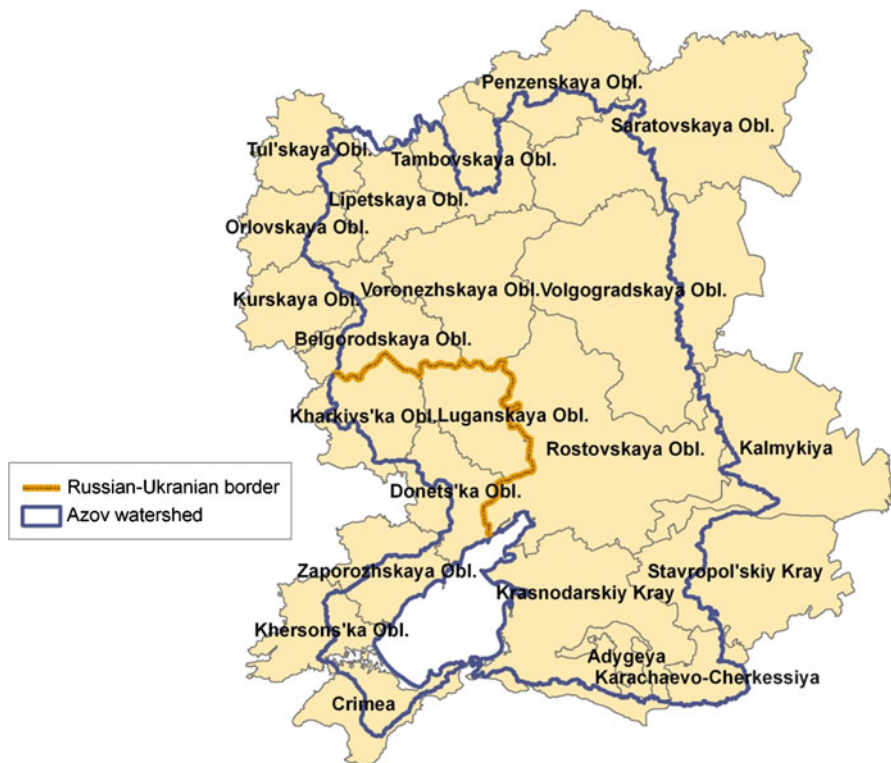 Penzenskaya Obl.
Saratovskaya Obl.
Tul'skaya Obl.
Tambovskaya Obl.
Lipetskaya Obl.
Orlovskaya Obl.
Voronezhskaya Obl.
Volgogradskaya Obl.
Kurskaya Obl.
Belgorodskaya Obl.
Kharkivs'ka Obl.
Luganskaya Obl.
Rostovskaya Obl.
Kalmykiya
Russian-Ukranian border
Donets'ka Obl.
Azov watershed
Zaporozhskaya Obl.
Stavropol'skiy Kray
Krasnodarskiy Kray
Khersons'ka Obl.
Adygeya
Karachaevo-Cherkessiya
Crimea